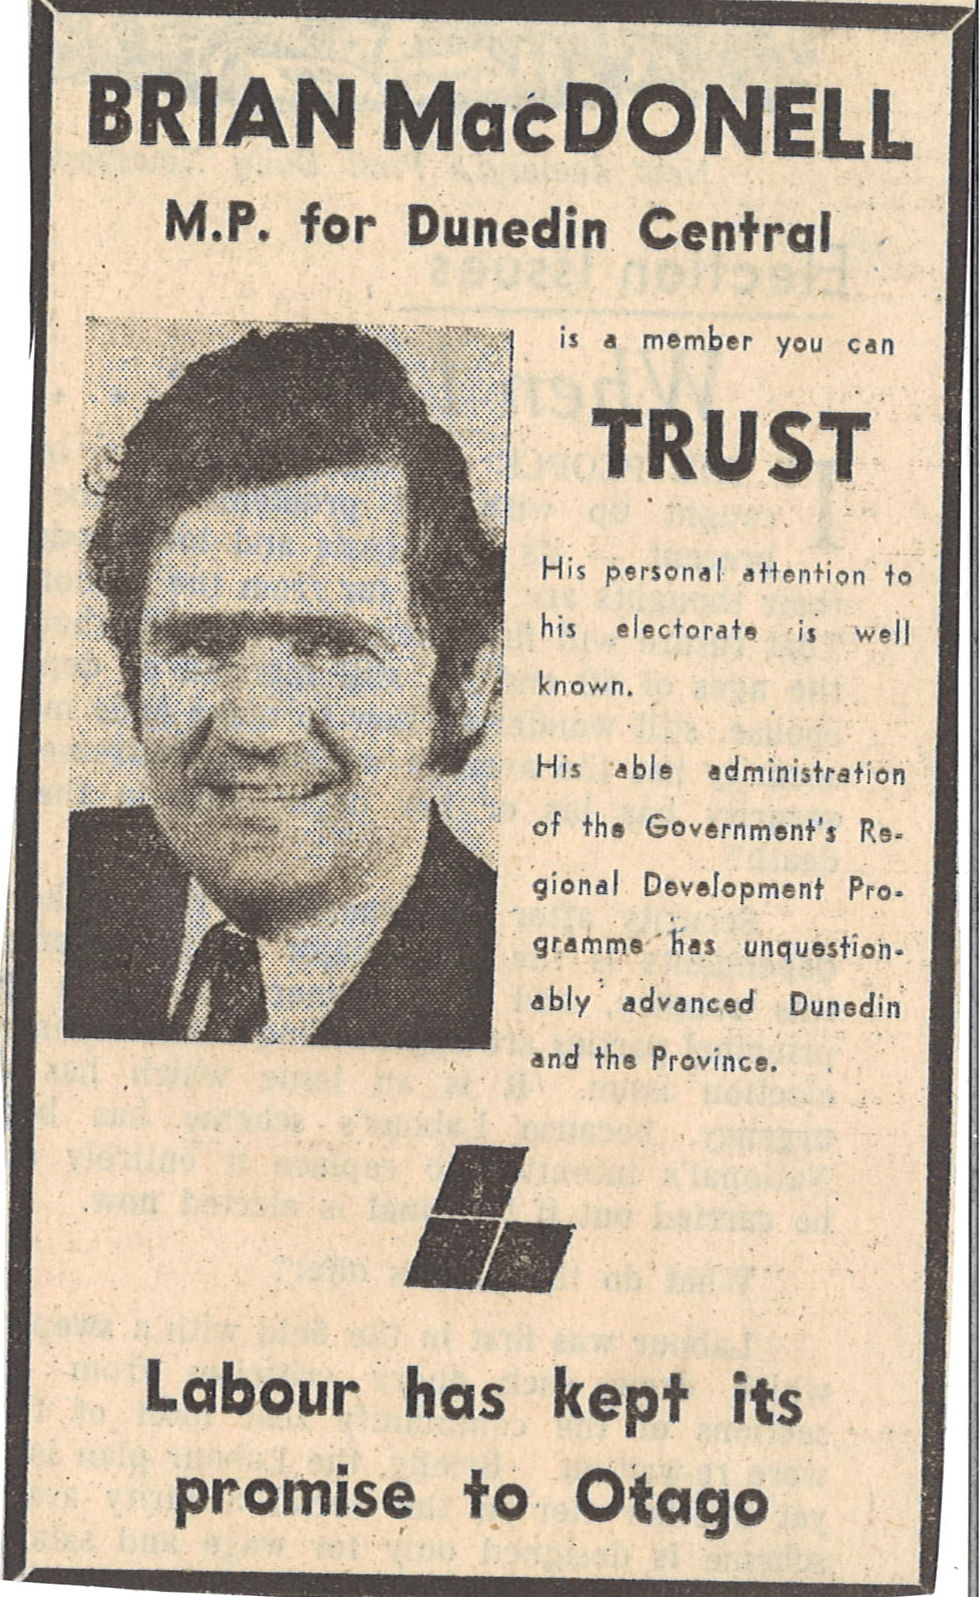 BRIAN MacDONELL
M.P. for Dunedin Central
is a member you can
TRUST
His personal attention to
his electorate is well
known.
His able administration
of the Government's Re-
gional Development Pro-
gramme has unquestion-
ably advanced Dunedin
and the Province.
Labour has kept its
promise to Otago